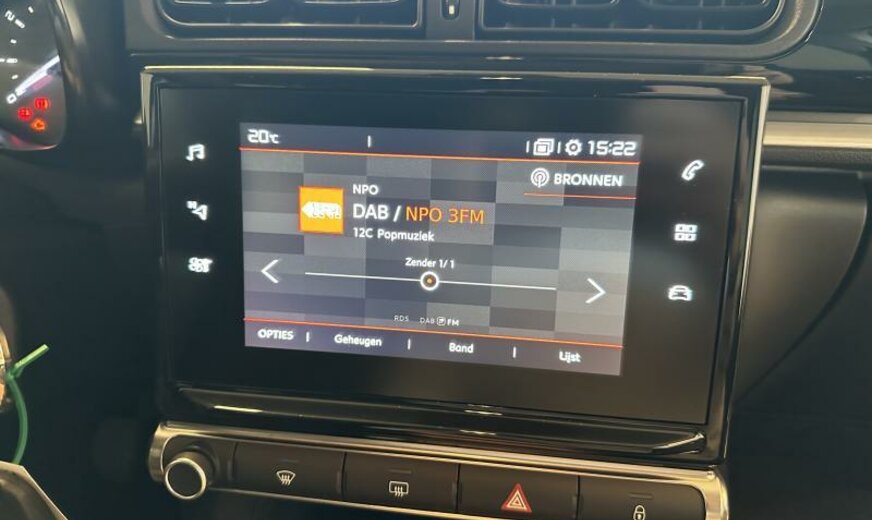 20°C
15:22
BRONNEN
NPO
DAB / NPO 3FM
12C Popmuziek
Zender 1/1
RDS DAB FM
OPTIES Geheugen Band Lijst